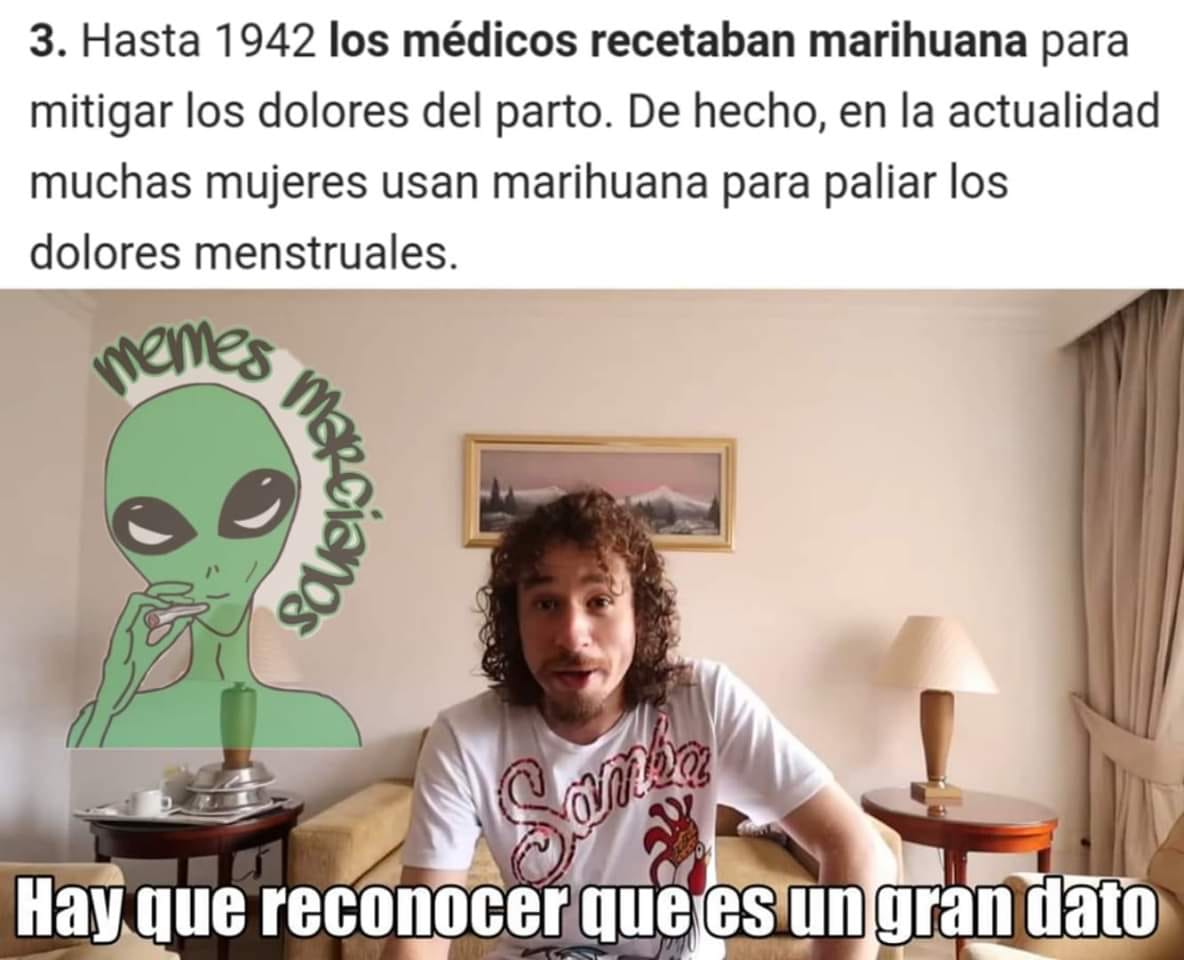 3. Hasta 1942 los médicos recetaban marihuana para
mitigar los dolores del parto. De hecho, en la actualidad
muchas mujeres usan marihuana para paliar los
dolores menstruales.
memes marcianos
Samba
Hay que reconocer que es un gran dato